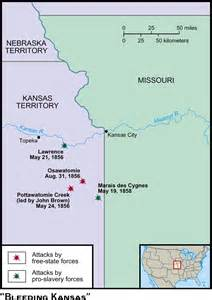 0 25 50 miles
0 25 50 kilometers
NEBRASKA
TERRITORY
MISSOURI
KANSAS
TERRITORY
Kansas R.
Topeka
Kansas City
Lawrence
May 21, 1856
Osawatomie
Aug. 31, 1856
Marais des Cygnes
May 19, 1858
Pottawatomie Creek
(led by John Brown)
May 24, 1856
Attacks by
free-state forces
Attacks by
pro-slavery forces
"BLEEDING KANSAS"